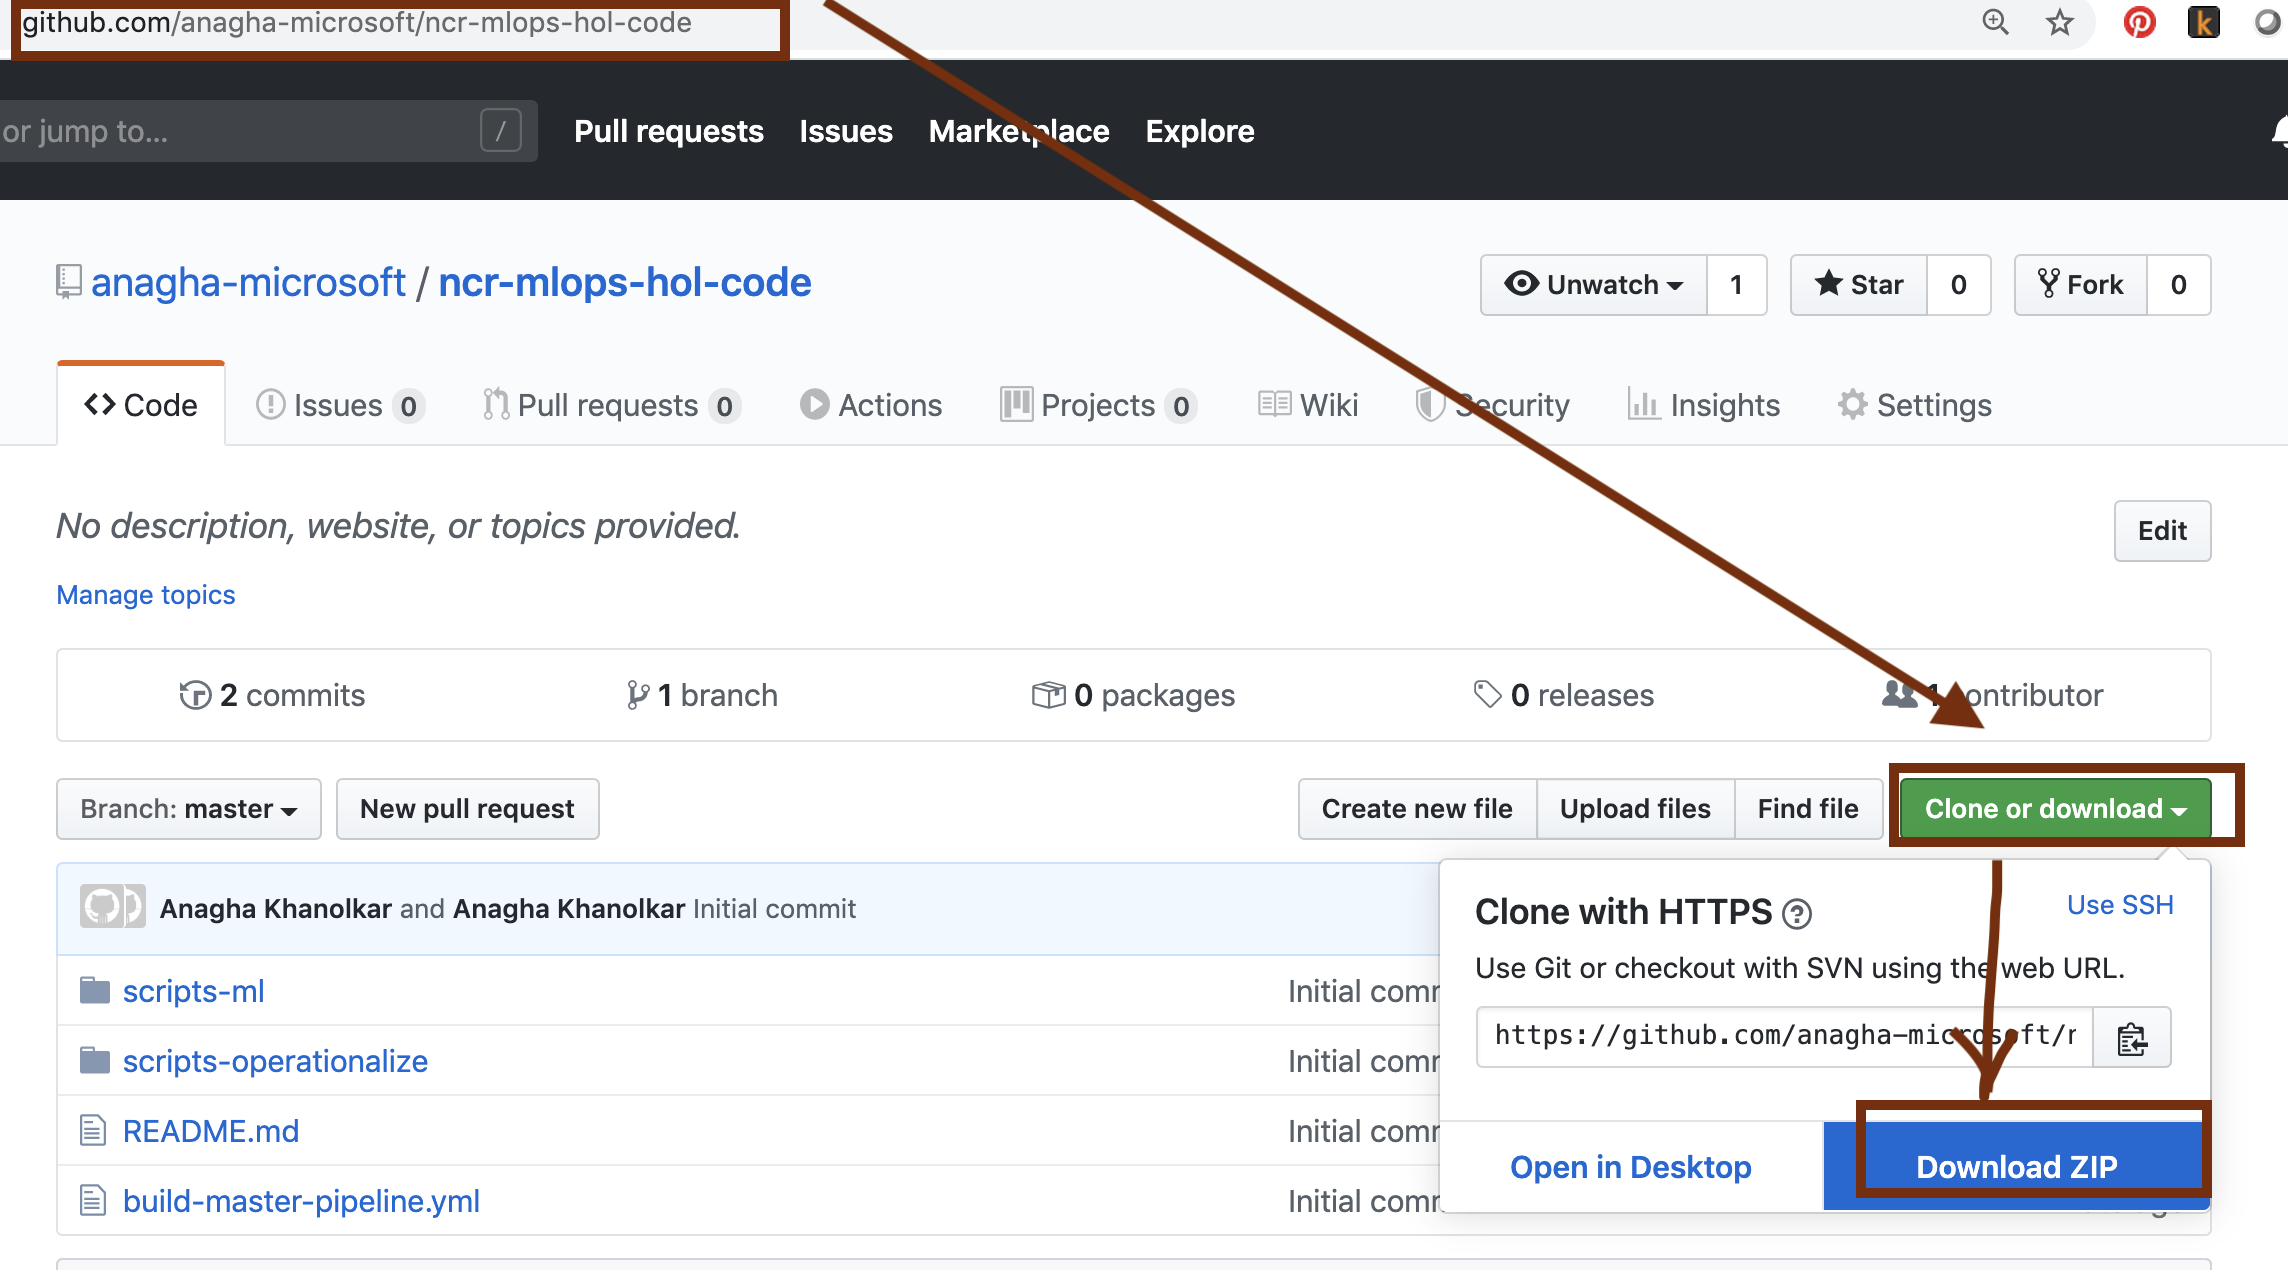 github.com/anagha-microsoft/ncr-mlops-hol-code
k
or jump to... / Pull requests Issues Marketplace Explore
anagha-microsoft / ncr-mlops-hol-code
Unwatch 1 Star 0 Fork 0
Code Issues 0 Pull requests 0 Actions Projects 0 Wiki Security Insights Settings
No description, website, or topics provided.
Edit
Manage topics
2 commits 1 branch 0 packages 0 releases 1 contributor
Branch: master New pull request Create new file Upload files Find file Clone or download
Anagha Khanolkar and Anagha Khanolkar Initial commit
Clone with HTTPS ? Use SSH
Use Git or checkout with SVN using the web URL.
https://github.com/anagha-microsoft/r
Open in Desktop Download ZIP
scripts-ml Initial comm
scripts-operationalize Initial comm
README.md Initial comm
build-master-pipeline.yml Initial comm